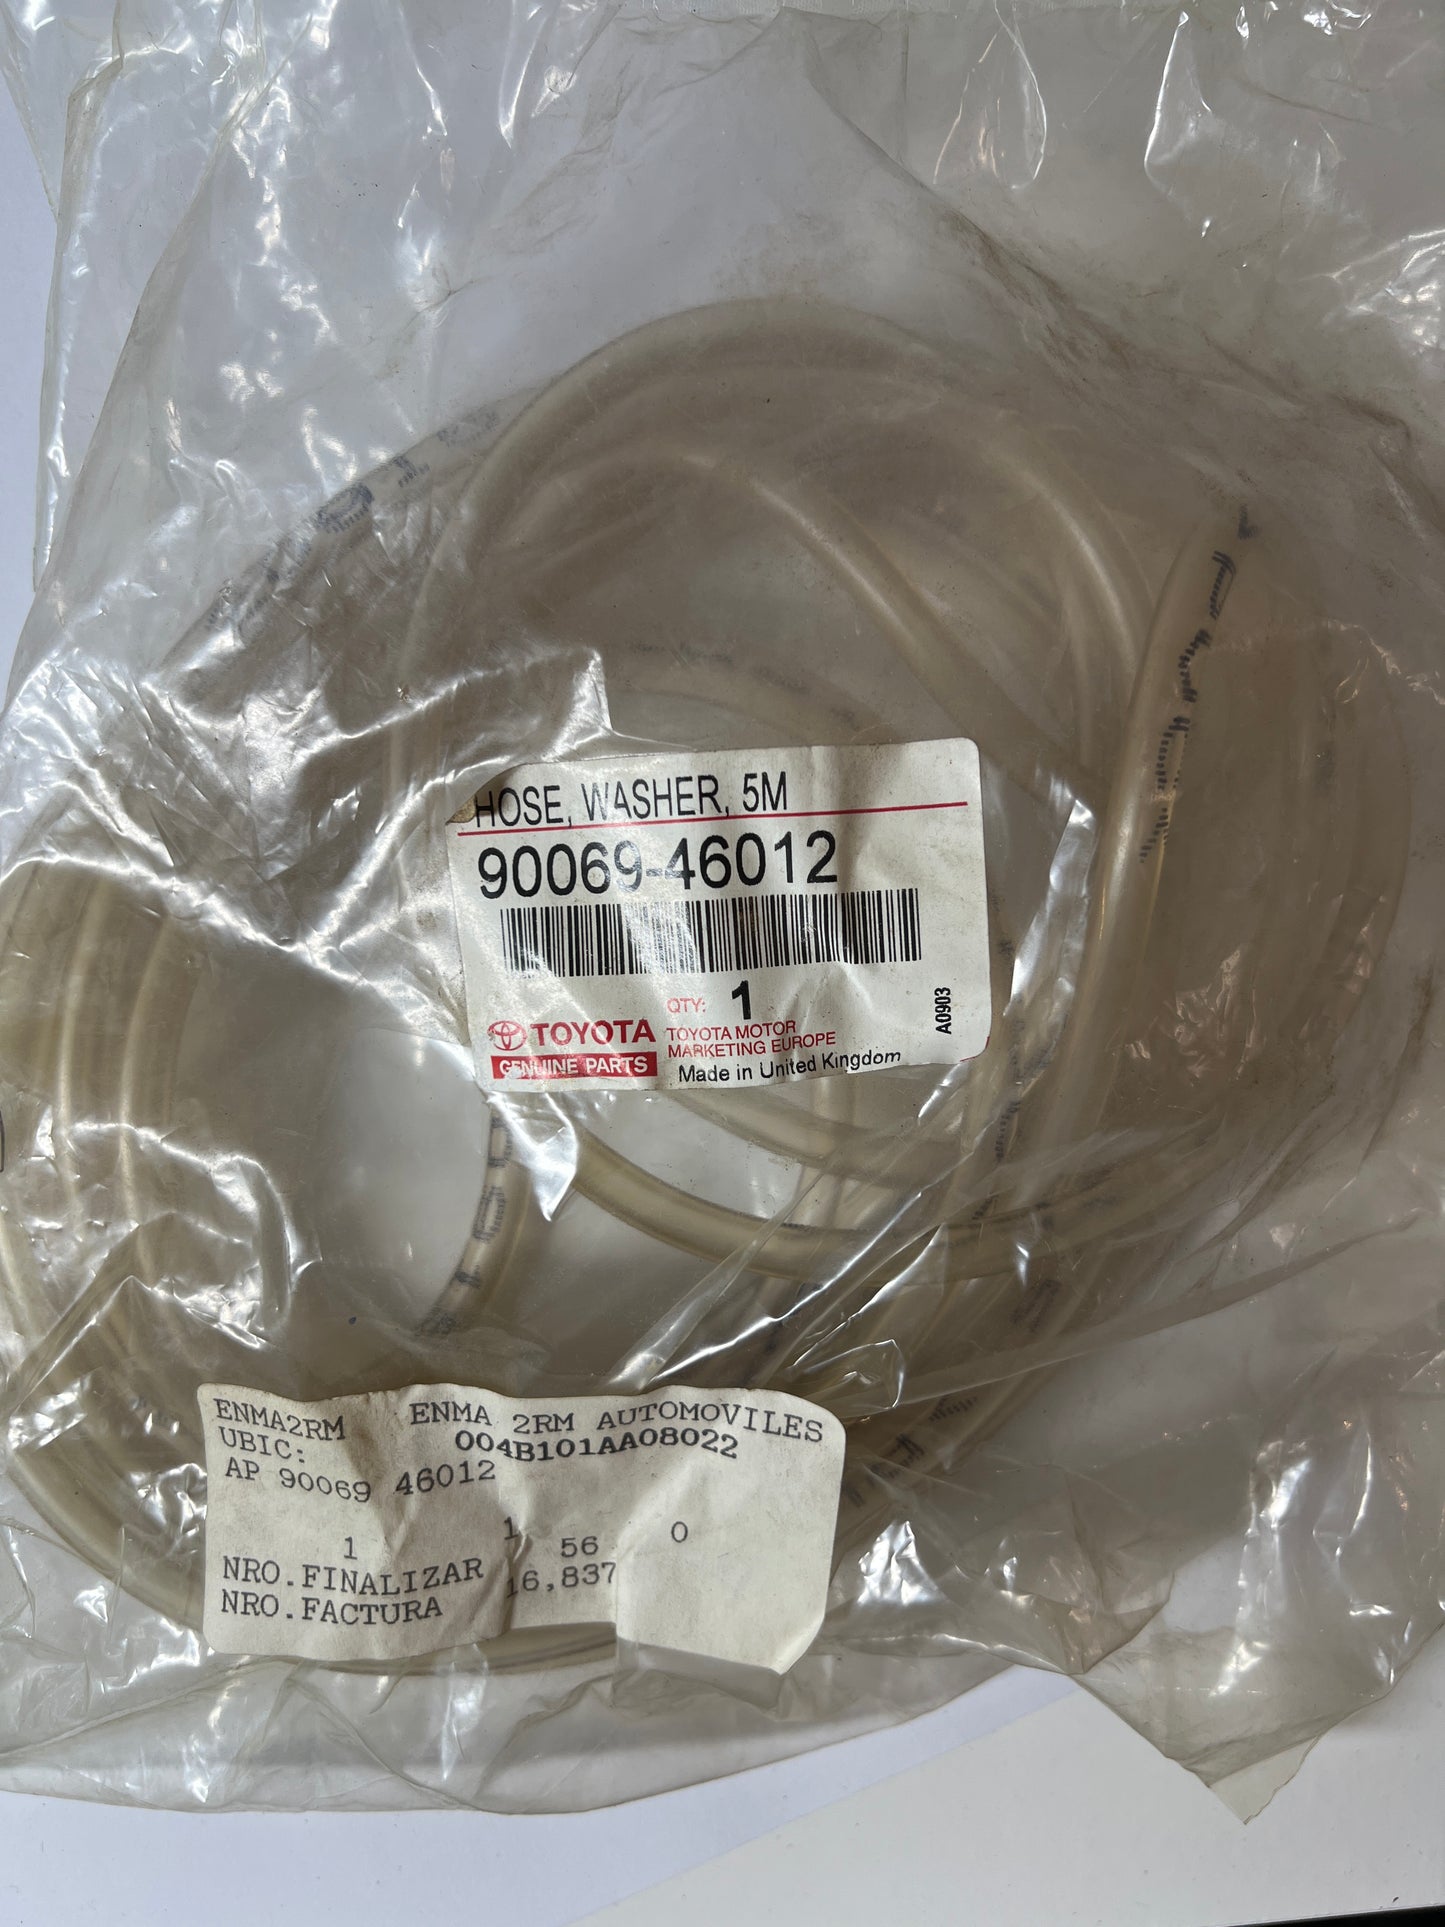 HOSE, WASHER, 5M
90069-46012
QTY: 1
TOYOTA
GENUINE PARTS
TOYOTA MOTOR
MARKETING EUROPE
Made in United Kingdom
A0903
ENMA2RM ENMA 2RM AUTOMOVILES
UBIC: 004B101AA08022
AP 90069 46012
1 1 56 0
NRO.FINALIZAR 16,837
NRO.FACTURA